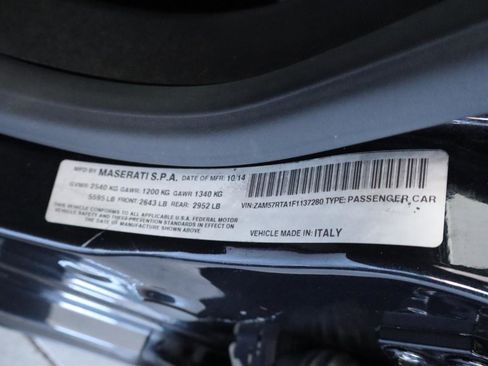 MFD BY MASERATI S.P.A. DATE OF MFR: 10/14
GVWR: 2540 KG GAWR: 1200 KG GAWR 1340 KG
5595 LB FRONT: 2643 LB REAR: 2952 LB
THIS VEHICLE CONFORMS TO ALL APPLICABLE U.S. FEDERAL MOTOR
VEHICLE SAFETY AND THEFT-PREVENTION STANDARDS IN EFFECT ON
THE DATE OF MANUFACTURE SHOWN ABOVE
VIN: ZAM57RTA1F1137280 TYPE: PASSENGER CAR
VEHICLE MADE IN: ITALY